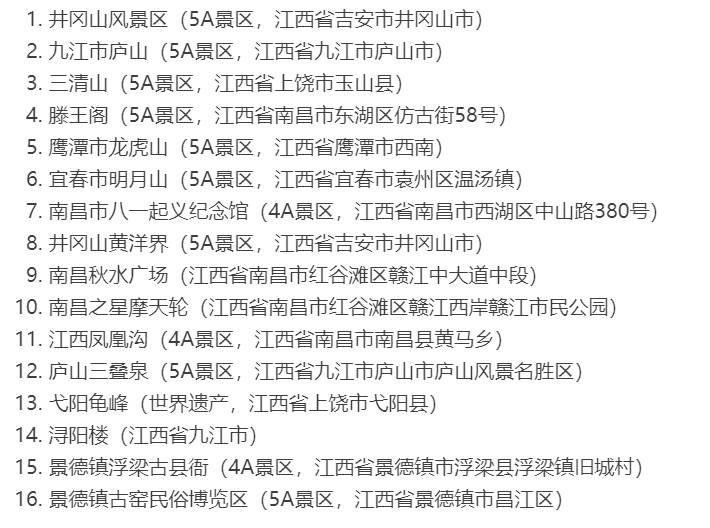 1. 井冈山风景区（5A景区，江西省吉安市井冈山市）
2. 九江市庐山（5A景区，江西省九江市庐山市）
3. 三清山（5A景区，江西省上饶市玉山县）
4. 滕王阁（5A景区，江西省南昌市东湖区仿古街58号）
5. 鹰潭市龙虎山（5A景区，江西省鹰潭市西南）
6. 宜春市明月山（5A景区，江西省宜春市袁州区温汤镇）
7. 南昌市八一起义纪念馆（4A景区，江西省南昌市西湖区中山路380号）
8. 井冈山黄洋界（5A景区，江西省吉安市井冈山市）
9. 南昌秋水广场（江西省南昌市红谷滩区赣江中大道中段）
10. 南昌之星摩天轮（江西省南昌市红谷滩区赣江西岸赣江市民公园）
11. 江西凤凰沟（4A景区，江西省南昌市南昌县黄马乡）
12. 庐山三叠泉（5A景区，江西省九江市庐山市庐山风景名胜区）
13. 弋阳龟峰（世界遗产，江西省上饶市弋阳县）
14. 浔阳楼（江西省九江市）
15. 景德镇浮梁古县衙（4A景区，江西省景德镇市浮梁县浮梁镇旧城村）
16. 景德镇古窑民俗博览区（5A景区，江西省景德镇市昌江区）